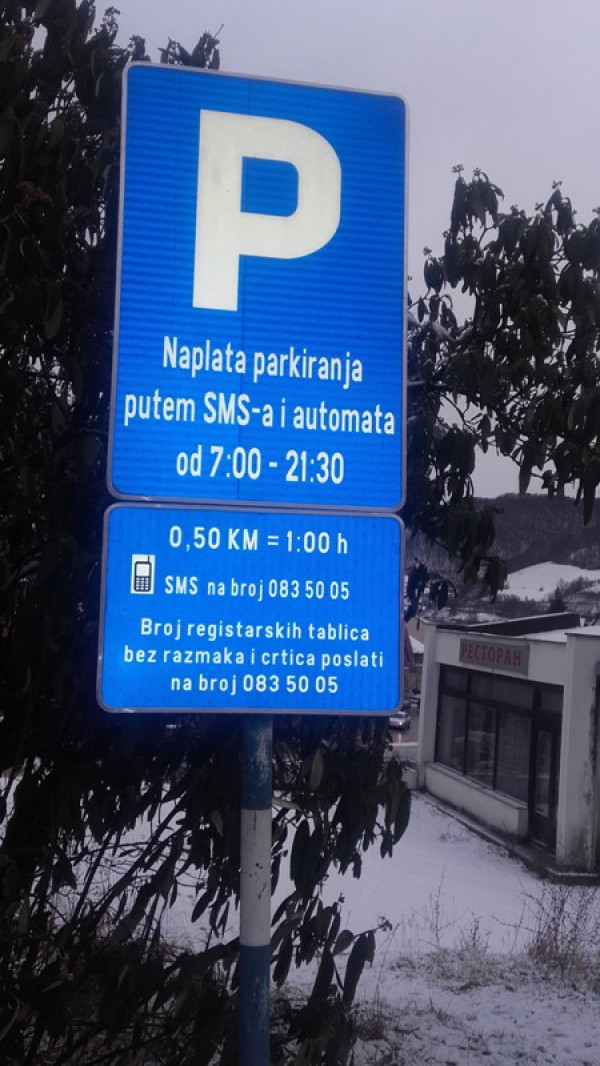 P
Naplata parkiranja
putem SMS-a i automata
od 7:00 - 21:30
0,50 KM = 1:00 h
SMS na broj 083 50 05
Broj registarskih tablica
bez razmaka i crtica poslati
na broj 083 50 05
РЕСТОРАН